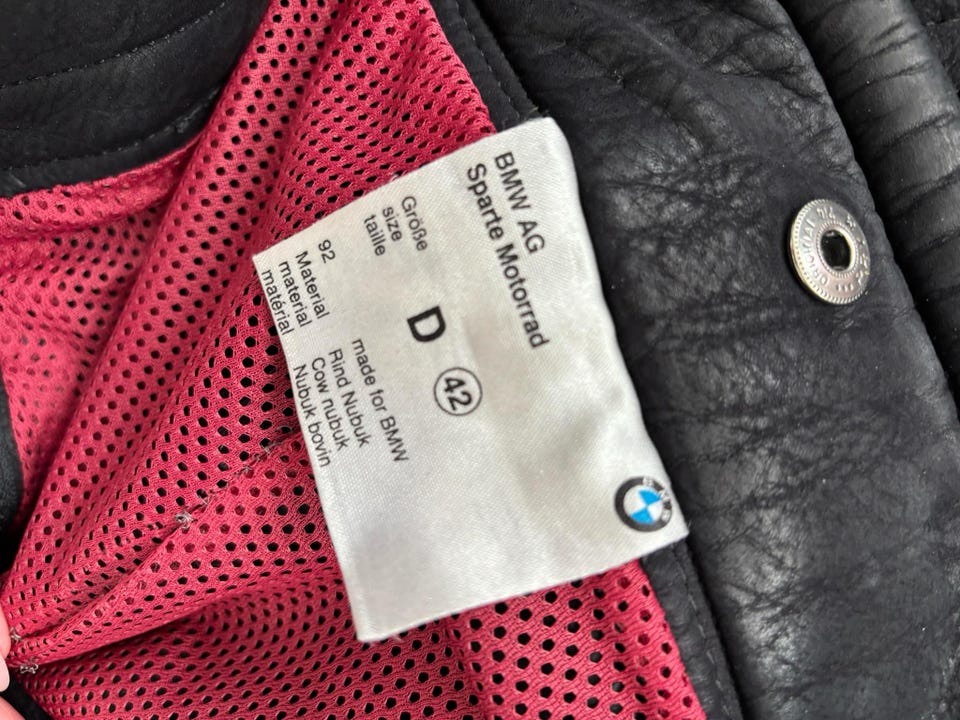 BMW AG
Sparte Motorrad
Größe
size
taille
D 42
92
made for BMW
Material Rind Nubuk
material Cow nubuk
matérial Nubuk bovin
BMW